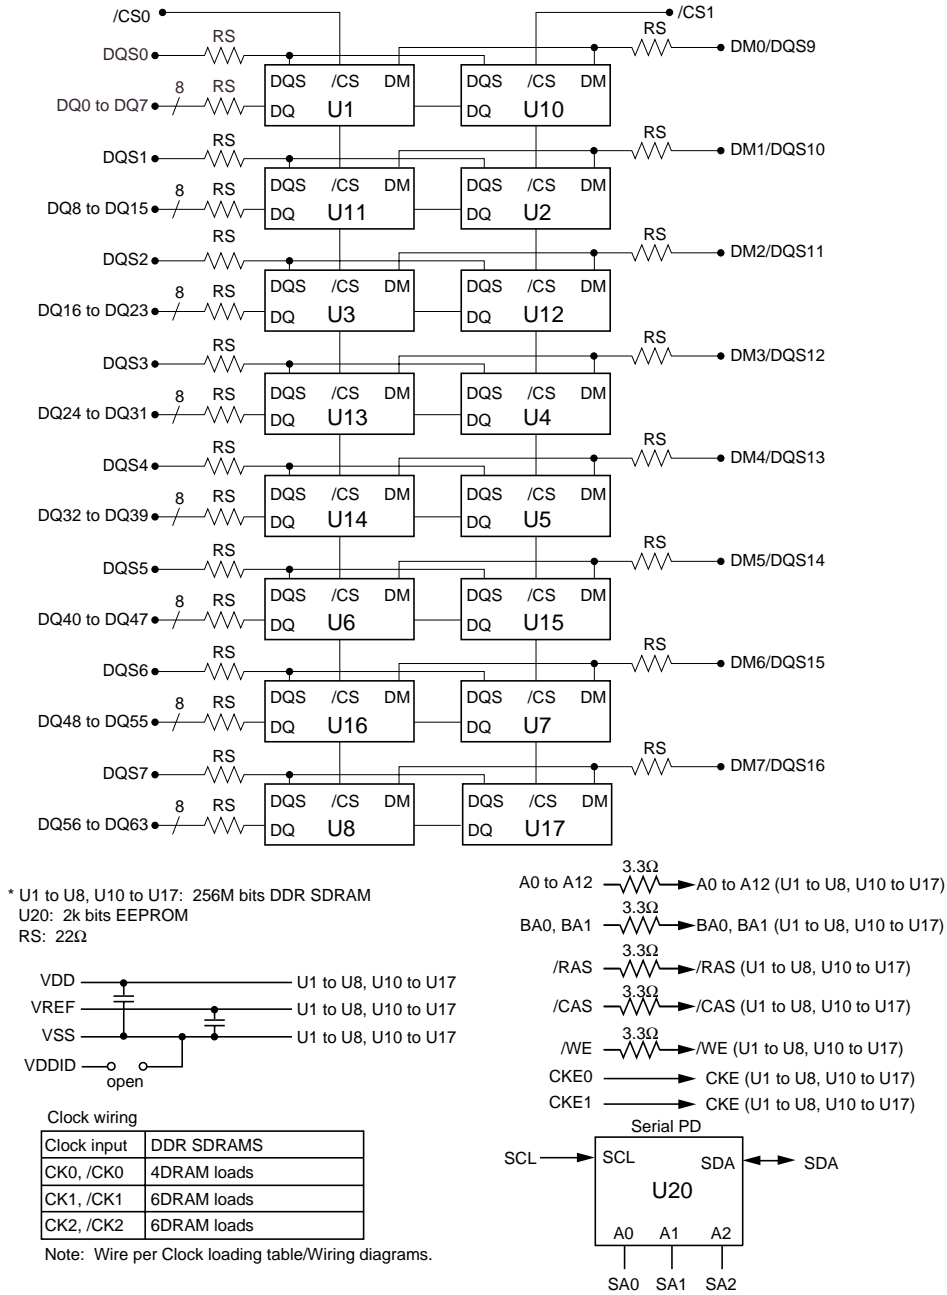 /CS0 /CS1
RS RS
DQS0 DM0/DQS9
8 RS DQS /CS DM DQS /CS DM
DQ0 to DQ7 DQ U1 DQ U10
RS RS
DQS1 DM1/DQS10
8 RS DQS /CS DM DQS /CS DM
DQ8 to DQ15 DQ U11 DQ U2
RS RS
DQS2 DM2/DQS11
8 RS DQS /CS DM DQS /CS DM
DQ16 to DQ23 DQ U3 DQ U12
RS RS
DQS3 DM3/DQS12
8 RS DQS /CS DM DQS /CS DM
DQ24 to DQ31 DQ U13 DQ U4
RS RS
DQS4 DM4/DQS13
8 RS DQS /CS DM DQS /CS DM
DQ32 to DQ39 DQ U14 DQ U5
RS RS
DQS5 DM5/DQS14
8 RS DQS /CS DM DQS /CS DM
DQ40 to DQ47 DQ U6 DQ U15
RS RS
DQS6 DM6/DQS15
8 RS DQS /CS DM DQS /CS DM
DQ48 to DQ55 DQ U16 DQ U7
RS RS
DQS7 DM7/DQS16
8 RS DQS /CS DM DQS /CS DM
DQ56 to DQ63 DQ U8 DQ U17
* U1 to U8, U10 to U17: 256M bits DDR SDRAM
U20: 2k bits EEPROM
RS: 22Ω
VDD U1 to U8, U10 to U17
VREF U1 to U8, U10 to U17
VSS U1 to U8, U10 to U17
VDDID
open
Clock wiring
Clock input DDR SDRAMS
CK0, /CK0 4DRAM loads
CK1, /CK1 6DRAM loads
CK2, /CK2 6DRAM loads
Note: Wire per Clock loading table/Wiring diagrams.
3.3Ω
A0 to A12 A0 to A12 (U1 to U8, U10 to U17)
3.3Ω
BA0, BA1 BA0, BA1 (U1 to U8, U10 to U17)
3.3Ω
/RAS /RAS (U1 to U8, U10 to U17)
3.3Ω
/CAS /CAS (U1 to U8, U10 to U17)
3.3Ω
/WE /WE (U1 to U8, U10 to U17)
CKE0 CKE (U1 to U8, U10 to U17)
CKE1 CKE (U1 to U8, U10 to U17)
Serial PD
SCL SCL SDA SDA
U20
A0 A1 A2
SA0 SA1 SA2